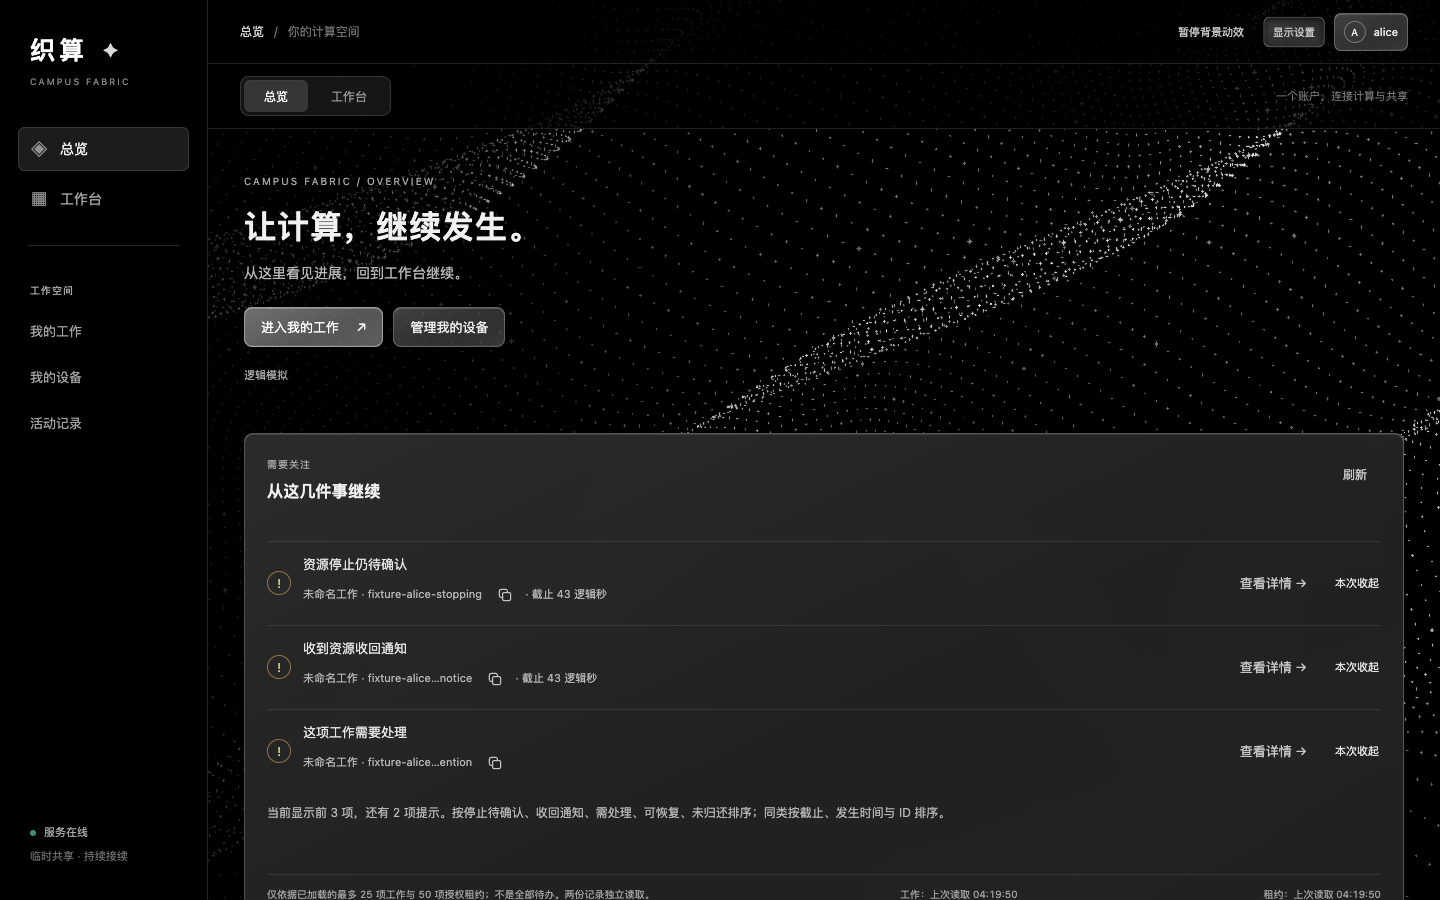 织算 ✦
CAMPUS FABRIC
总览
工作台
工作空间
我的工作
我的设备
活动记录
服务在线
临时共享 · 持续接续
总览 / 你的计算空间
暂停背景动效
显示设置
A alice
总览 工作台
一个账户，连接计算与共享
CAMPUS FABRIC / OVERVIEW
让计算，继续发生。
从这里看见进展，回到工作台继续。
进入我的工作 ↗
管理我的设备
逻辑模拟
需要关注
从这几件事继续
刷新
! 资源停止仍待确认
未命名工作 · fixture-alice-stopping · 截止 43 逻辑秒
查看详情 → 本次收起
! 收到资源收回通知
未命名工作 · fixture-alice...notice · 截止 43 逻辑秒
查看详情 → 本次收起
! 这项工作需要处理
未命名工作 · fixture-alice...ention
查看详情 → 本次收起
当前显示前 3 项，还有 2 项提示。按停止待确认、收回通知、需处理、可恢复、未归还排序；同类按截止、发生时间与 ID 排序。
仅依据已加载的最多 25 项工作与 50 项授权租约；不是全部待办。两份记录独立读取。
工作：上次读取 04:19:50
租约：上次读取 04:19:50